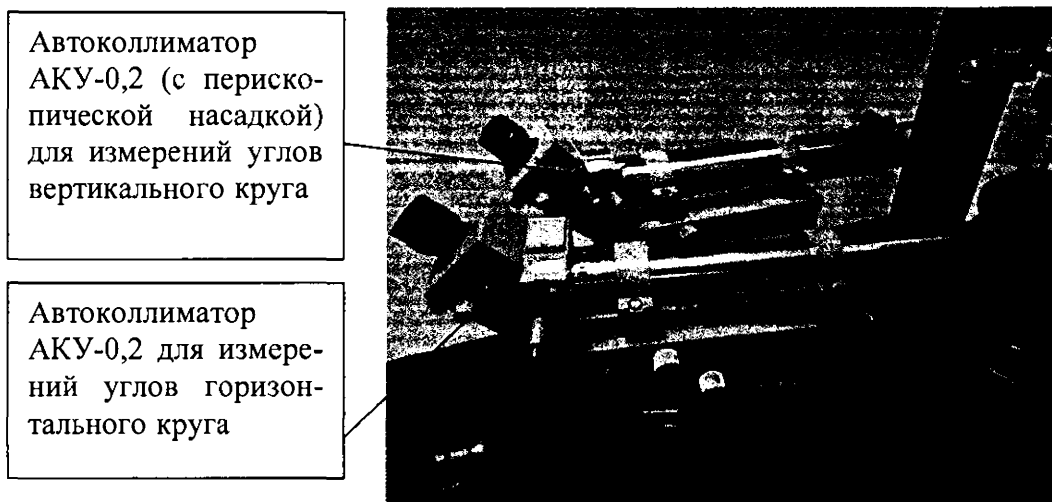 Автоколлиматор
АКУ-0,2 (с периско-
пической насадкой)
для измерений углов
вертикального круга
Автоколлиматор
АКУ-0,2 для измере-
ний углов горизон-
тального круга